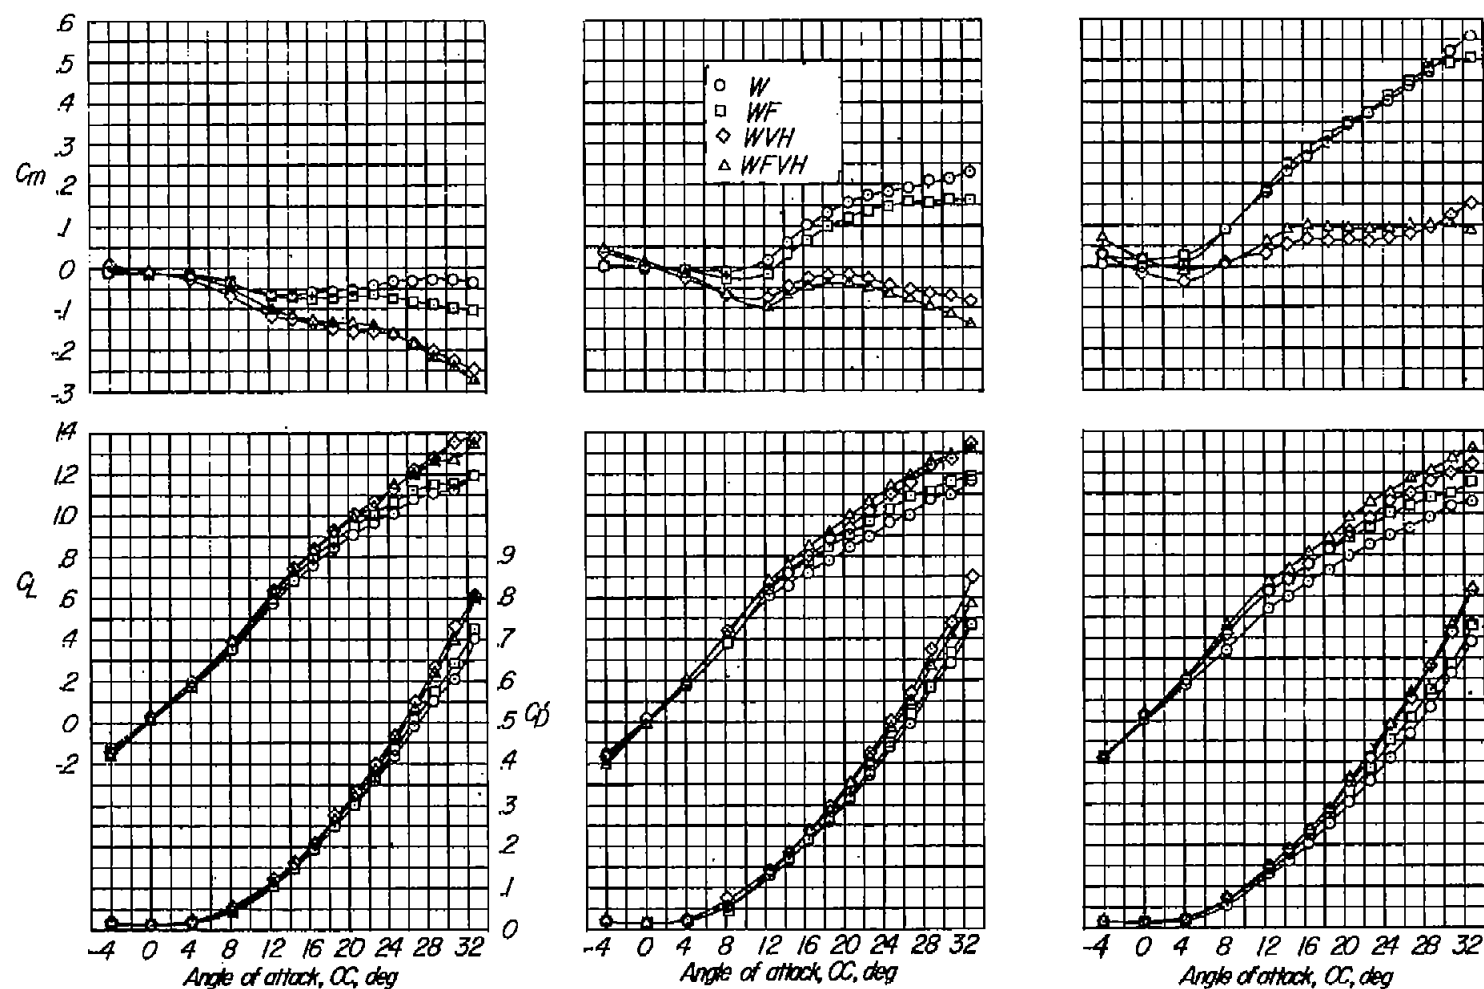 .6
.5
.4
.3
.2
.1
0
-.1
-.2
-.3
Cm
W
WF
WVH
WFVH
1.4
1.2
1.0
.8
.6
.4
.2
0
-.2
CL
.9
.8
.7
.6
.5
.4
.3
.2
.1
0
C'D
-4 0 4 8 12 16 20 24 28 32
-4 0 4 8 12 16 20 24 28 32
-4 0 4 8 12 16 20 24 28 32
Angle of attack, α, deg
Angle of attack, α, deg
Angle of attack, α, deg